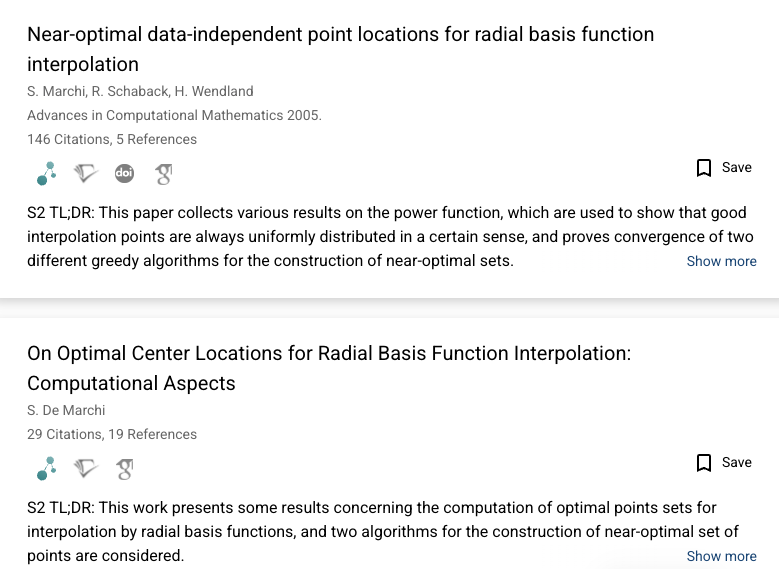 Near-optimal data-independent point locations for radial basis function
interpolation
S. Marchi, R. Schaback, H. Wendland
Advances in Computational Mathematics 2005.
146 Citations, 5 References
doi
Save
S2 TL;DR: This paper collects various results on the power function, which are used to show that good
interpolation points are always uniformly distributed in a certain sense, and proves convergence of two
different greedy algorithms for the construction of near-optimal sets.
Show more
On Optimal Center Locations for Radial Basis Function Interpolation:
Computational Aspects
S. De Marchi
29 Citations, 19 References
Save
S2 TL;DR: This work presents some results concerning the computation of optimal points sets for
interpolation by radial basis functions, and two algorithms for the construction of near-optimal set of
points are considered.
Show more